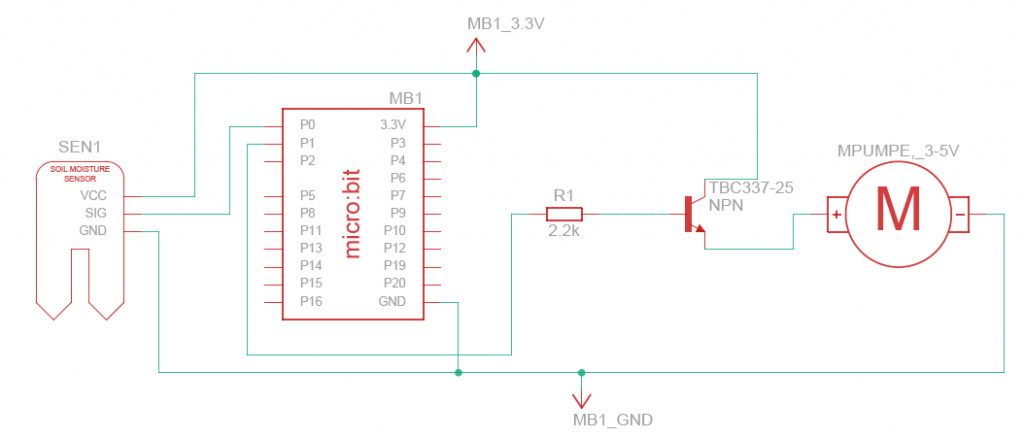 MB1_3.3V
MB1
SEN1
SOIL MOISTURE
SENSOR
VCC
SIG
GND
P0
P1
P2
P5
P8
P11
P13
P14
P15
P16
micro:bit
3.3V
P3
P4
P6
P7
P9
P10
P12
P19
P20
GND
R1
2.2k
TBC337-25
NPN
MPUMPE,_3-5V
+
M
−
MB1_GND